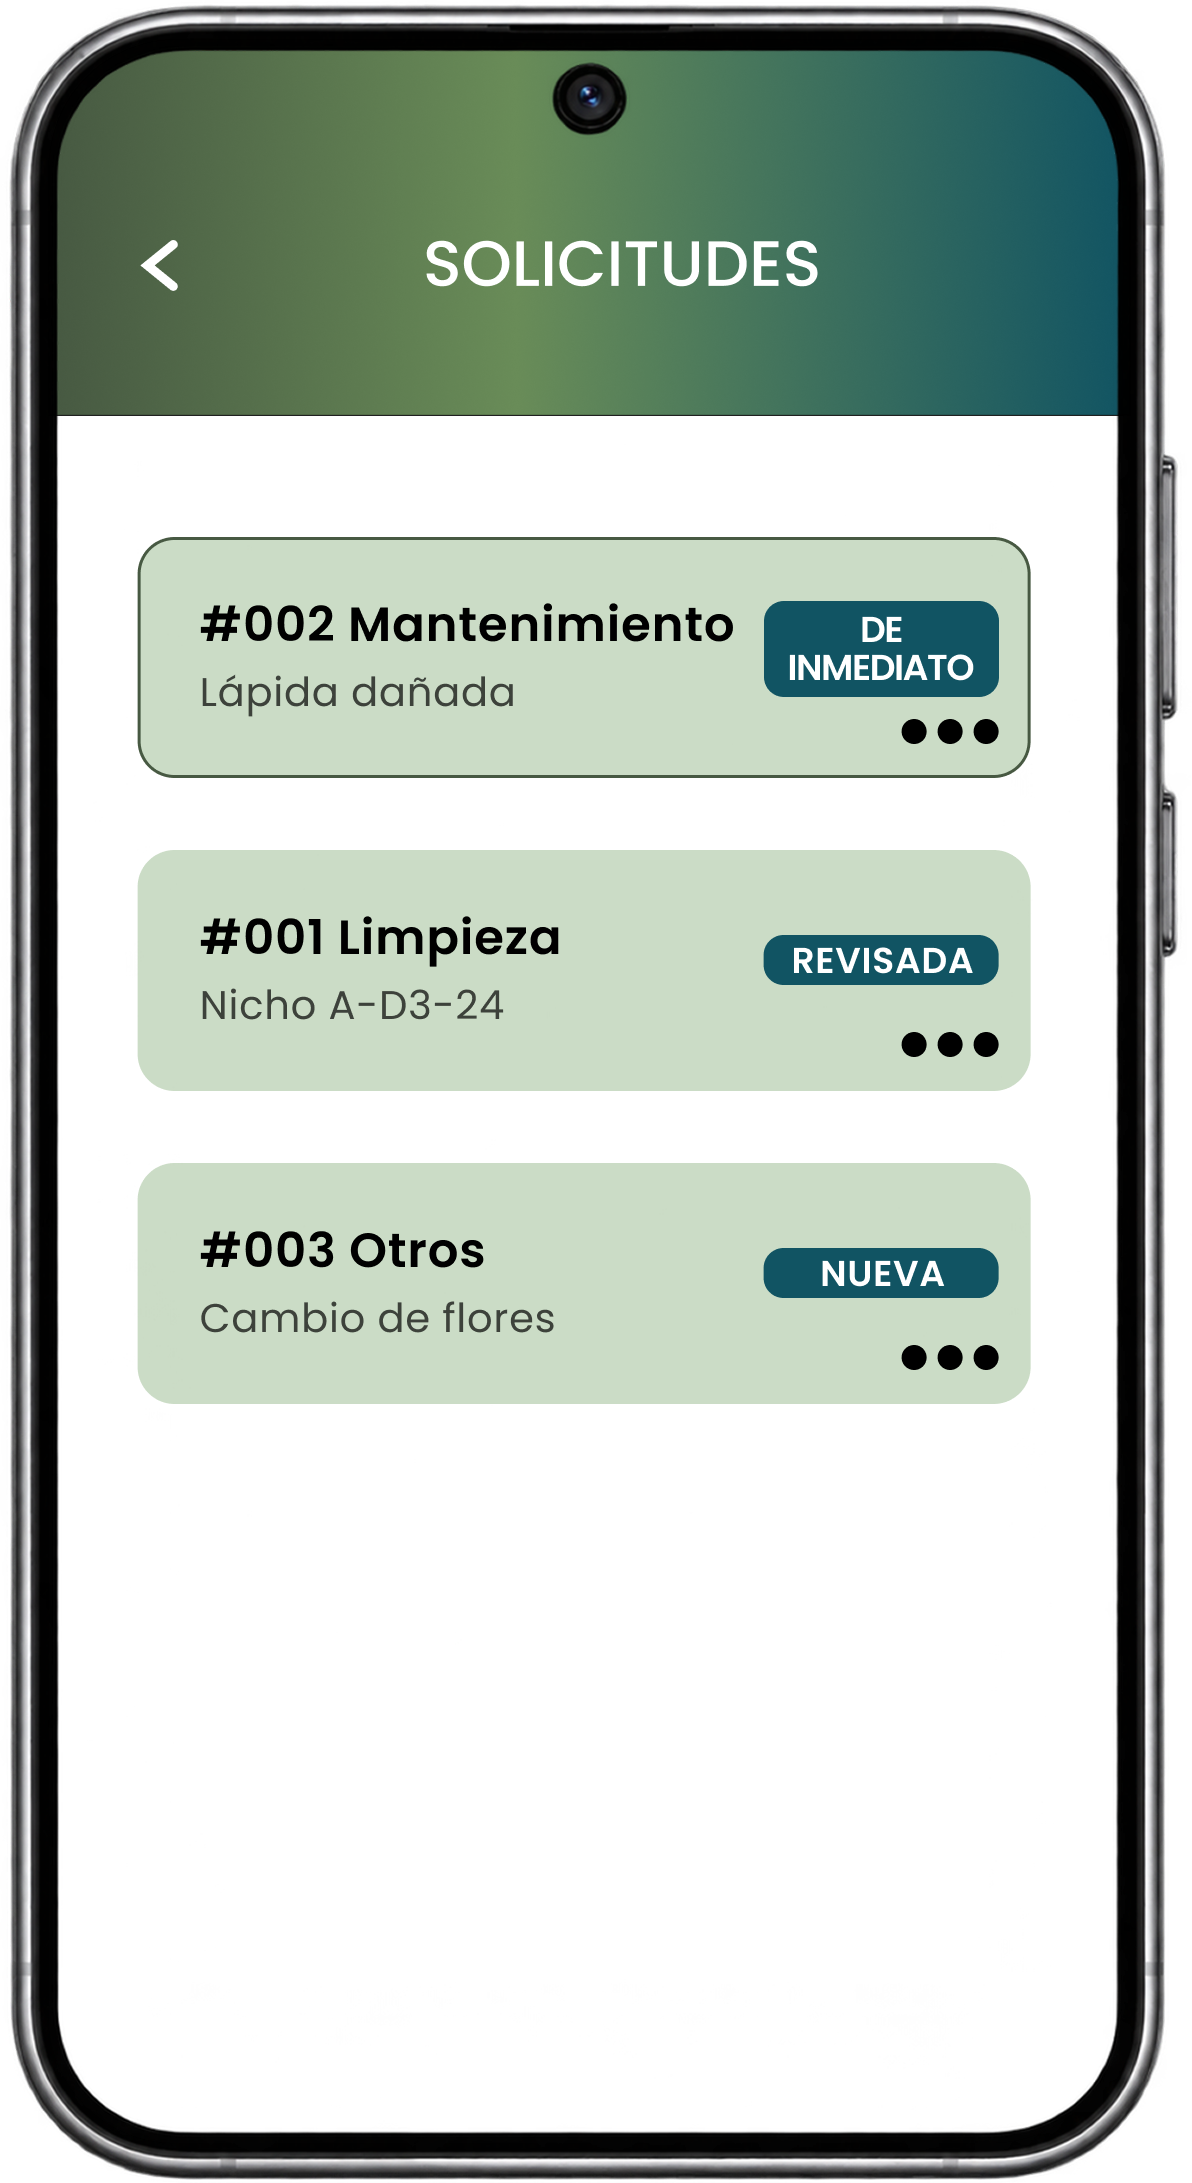 SOLICITUDES
#002 Mantenimiento
Lápida dañada
DE
INMEDIATO
#001 Limpieza
Nicho A-D3-24
REVISADA
#003 Otros
Cambio de flores
NUEVA